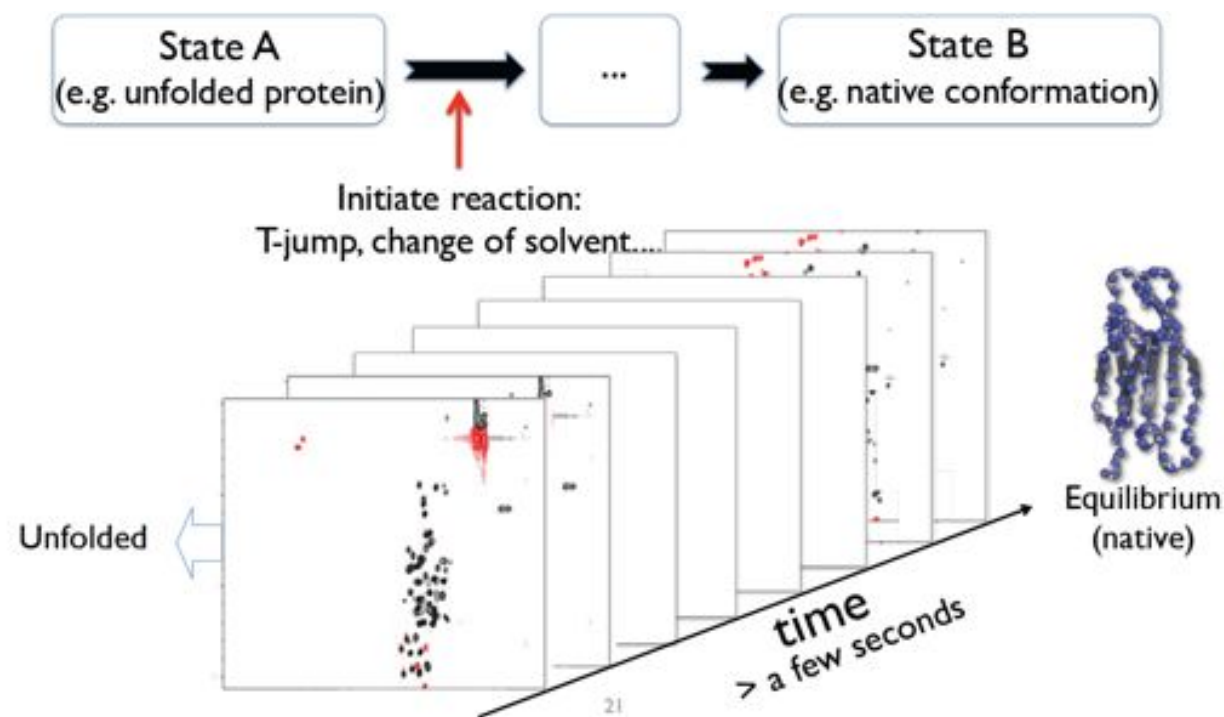 State A
(e.g. unfolded protein)
...
State B
(e.g. native conformation)
Initiate reaction:
T-jump, change of solvent....
Unfolded
Equilibrium
(native)
time
> a few seconds
21